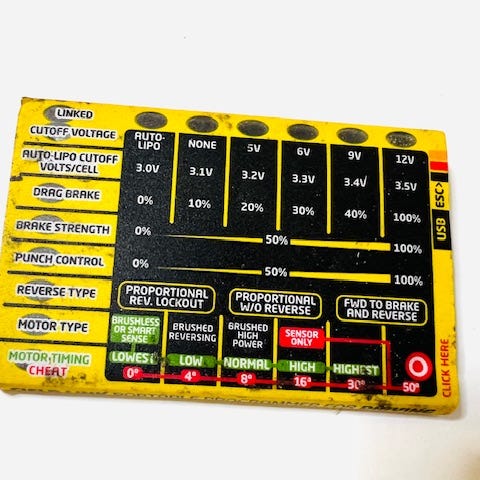 LINKED
CUTOFF VOLTAGE
AUTO-LIPO NONE 5V 6V 9V 12V
AUTO-LIPO CUTOFF VOLTS/CELL
3.0V 3.1V 3.2V 3.3V 3.4V 3.5V
DRAG BRAKE
0% 10% 20% 30% 40% 100%
BRAKE STRENGTH
0% 50% 100%
PUNCH CONTROL
0% 50% 100%
REVERSE TYPE
PROPORTIONAL REV. LOCKOUT
PROPORTIONAL W/O REVERSE
FWD TO BRAKE AND REVERSE
MOTOR TYPE
BRUSHLESS OR SMART SENSE
BRUSHED REVERSING
BRUSHED HIGH POWER
SENSOR ONLY
MOTOR TIMING
LOWEST LOW NORMAL HIGH HIGHEST
CHEAT
0° 4° 8° 16° 30° 50°
USB ESC>
CLICK HERE